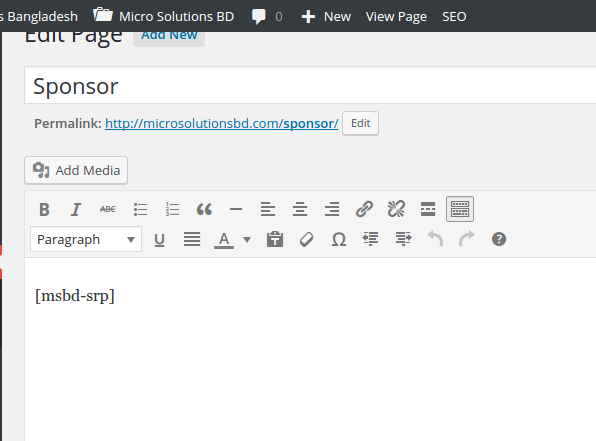 s Bangladesh Micro Solutions BD 0 + New View Page SEO
Edit Page Add New
Sponsor
Permalink: http://microsolutionsbd.com/sponsor/ Edit
Add Media
B I ABC
Paragraph U A Ω ?
[msbd-srp]